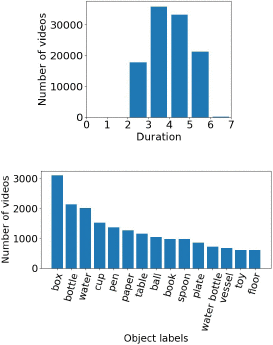 Number of videos
30000
20000
10000
0
0 1 2 3 4 5 6 7
Duration
Number of videos
3000
2000
1000
0
box bottle water cup pen paper table ball book spoon plate water bottle vessel toy floor
Object labels